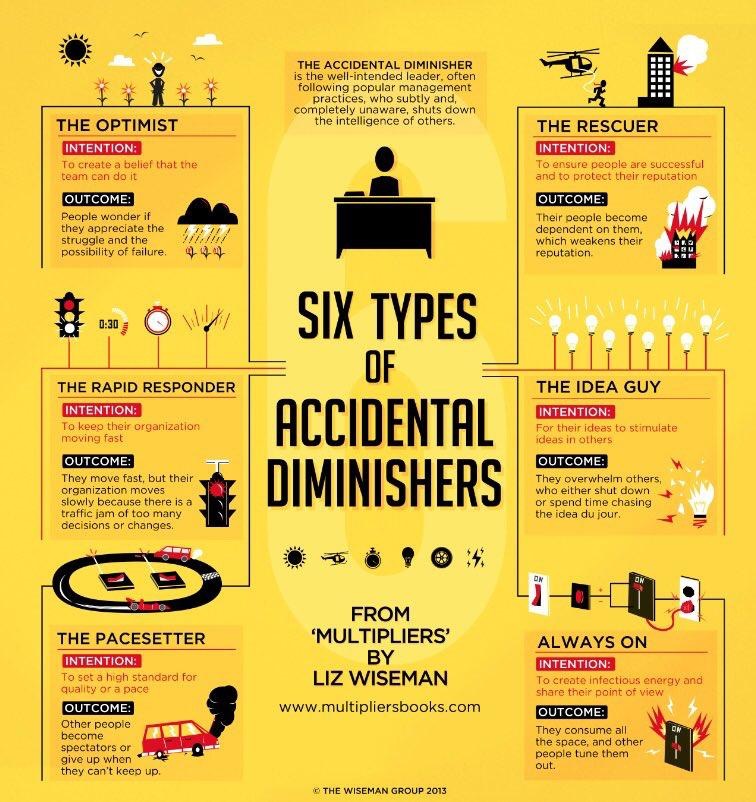 THE ACCIDENTAL DIMINISHER
is the well-intended leader, often
following popular management
practices, who subtly and,
completely unaware, shuts down
the intelligence of others.
THE OPTIMIST
INTENTION:
To create a belief that the
team can do it
OUTCOME:
People wonder if
they appreciate the
struggle and the
possibility of failure.
THE RESCUER
INTENTION:
To ensure people are successful
and to protect their reputation
OUTCOME:
Their people become
dependent on them,
which weakens their
reputation.
SIX TYPES
OF
ACCIDENTAL
DIMINISHERS
0:30
THE RAPID RESPONDER
INTENTION:
To keep their organization
moving fast
OUTCOME:
They move fast, but their
organization moves
slowly because there is a
traffic jam of too many
decisions or changes.
THE IDEA GUY
INTENTION:
For their ideas to stimulate
ideas in others
OUTCOME:
They overwhelm others,
who either shut down
or spend time chasing
the idea du jour.
THE PACESETTER
INTENTION:
To set a high standard for
quality or a pace
OUTCOME:
Other people
become
spectators or
give up when
they can't keep up.
FROM
'MULTIPLIERS'
BY
LIZ WISEMAN
www.multipliersbooks.com
ON
ON
ALWAYS ON
INTENTION:
To create infectious energy and
share their point of view
OUTCOME:
They consume all
the space, and other
people tune them
out.
ON
© THE WISEMAN GROUP 2013